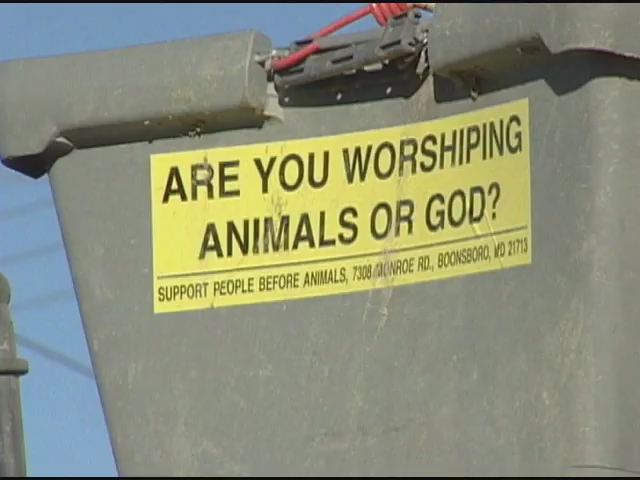 ARE YOU WORSHIPING
ANIMALS OR GOD?
SUPPORT PEOPLE BEFORE ANIMALS, 7308 MONROE RD., BOONSBORO, MD 21713